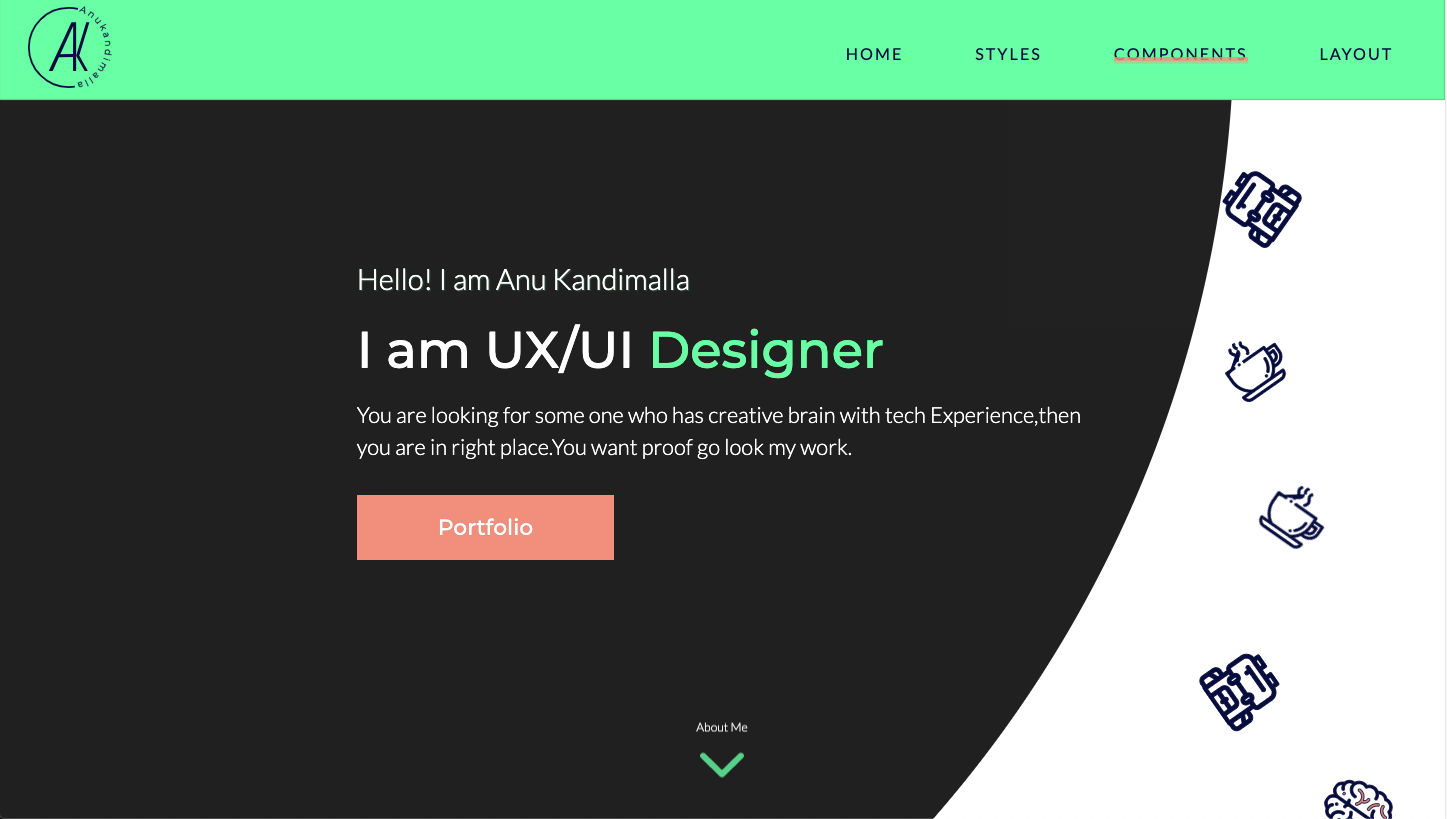 AK Anukandimalla
HOME STYLES COMPONENTS LAYOUT
Hello! I am Anu Kandimalla
I am UX/UI Designer
You are looking for some one who has creative brain with tech Experience,then
you are in right place.You want proof go look my work.
Portfolio
About Me